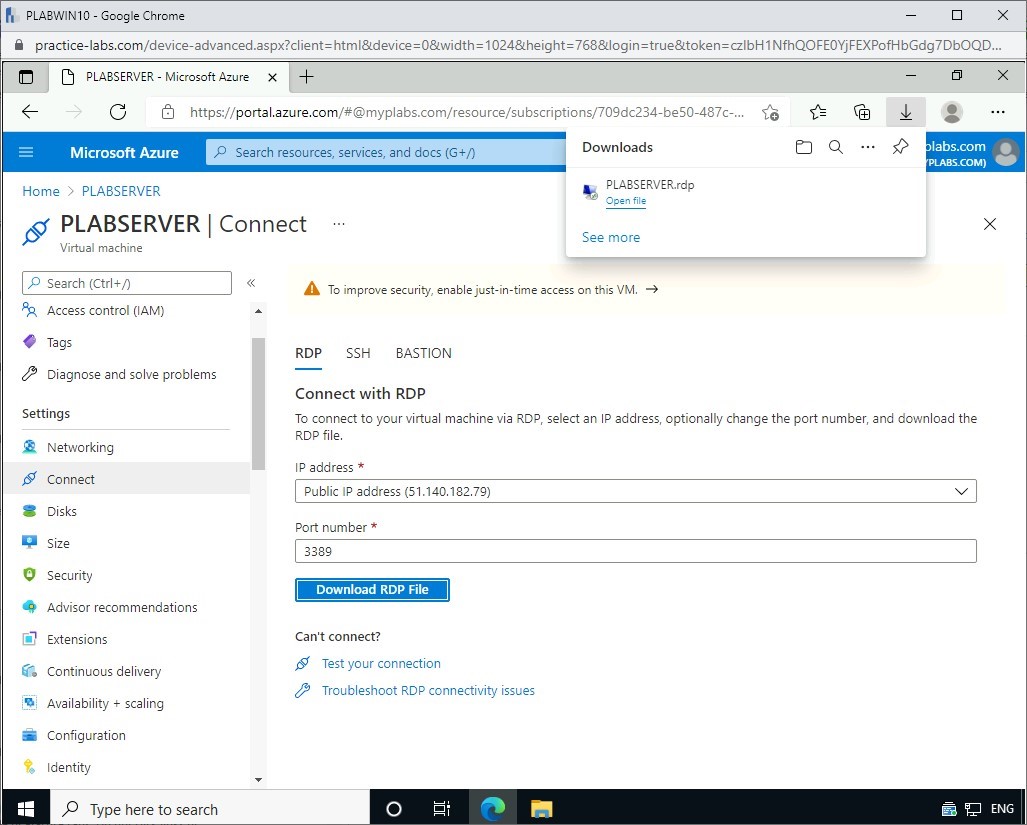 PLABWIN10 - Google Chrome
practice-labs.com/device-advanced.aspx?client=html&device=0&width=1024&height=768&login=true&token=czIbH1NfhQOFE0YjFEXPofHbGdg7DbOQD...
PLABSERVER - Microsoft Azure
https://portal.azure.com/#@myplabs.com/resource/subscriptions/709dc234-be50-487c-...
Microsoft Azure
Search resources, services, and docs (G+/)
plabs.com
YPLABS.COM)
Downloads
PLABSERVER.rdp
Open file
See more
Home > PLABSERVER
PLABSERVER | Connect ...
Virtual machine
Search (Ctrl+/)
«
Access control (IAM)
Tags
Diagnose and solve problems
Settings
Networking
Connect
Disks
Size
Security
Advisor recommendations
Extensions
Continuous delivery
Availability + scaling
Configuration
Identity
To improve security, enable just-in-time access on this VM. →
RDP SSH BASTION
Connect with RDP
To connect to your virtual machine via RDP, select an IP address, optionally change the port number, and download the
RDP file.
IP address *
Public IP address (51.140.182.79)
Port number *
3389
Download RDP File
Can't connect?
Test your connection
Troubleshoot RDP connectivity issues
Type here to search
ENG